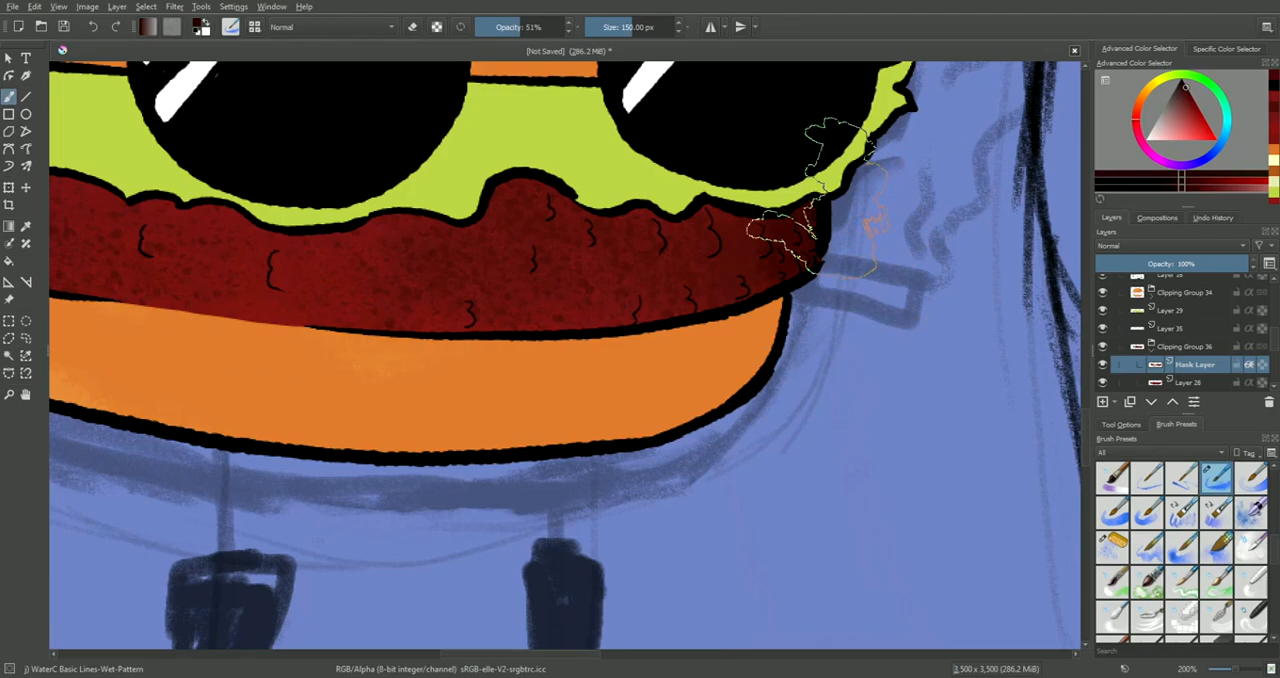 File Edit View Image Layer Select Filter Tools Settings Window Help
Normal Opacity: 51% Size: 150.00 px
[Not Saved] (286.2 MiB) *
Advanced Color Selector Specific Color Selector
Advanced Color Selector
Layers Compositions Undo History
Layers
Normal
Opacity: 100%
Clipping Group 34
Layer 29
Layer 35
Clipping Group 36
Hask Layer
Layer 28
Tool Options Brush Presets
Brush Presets
All Tag
Search
j) WaterC Basic Lines-Wet-Pattern RGB/Alpha (8-bit integer/channel) sRGB-elle-V2-srgbtrc.icc 3,500 x 3,500 (286.2 MiB) 200%